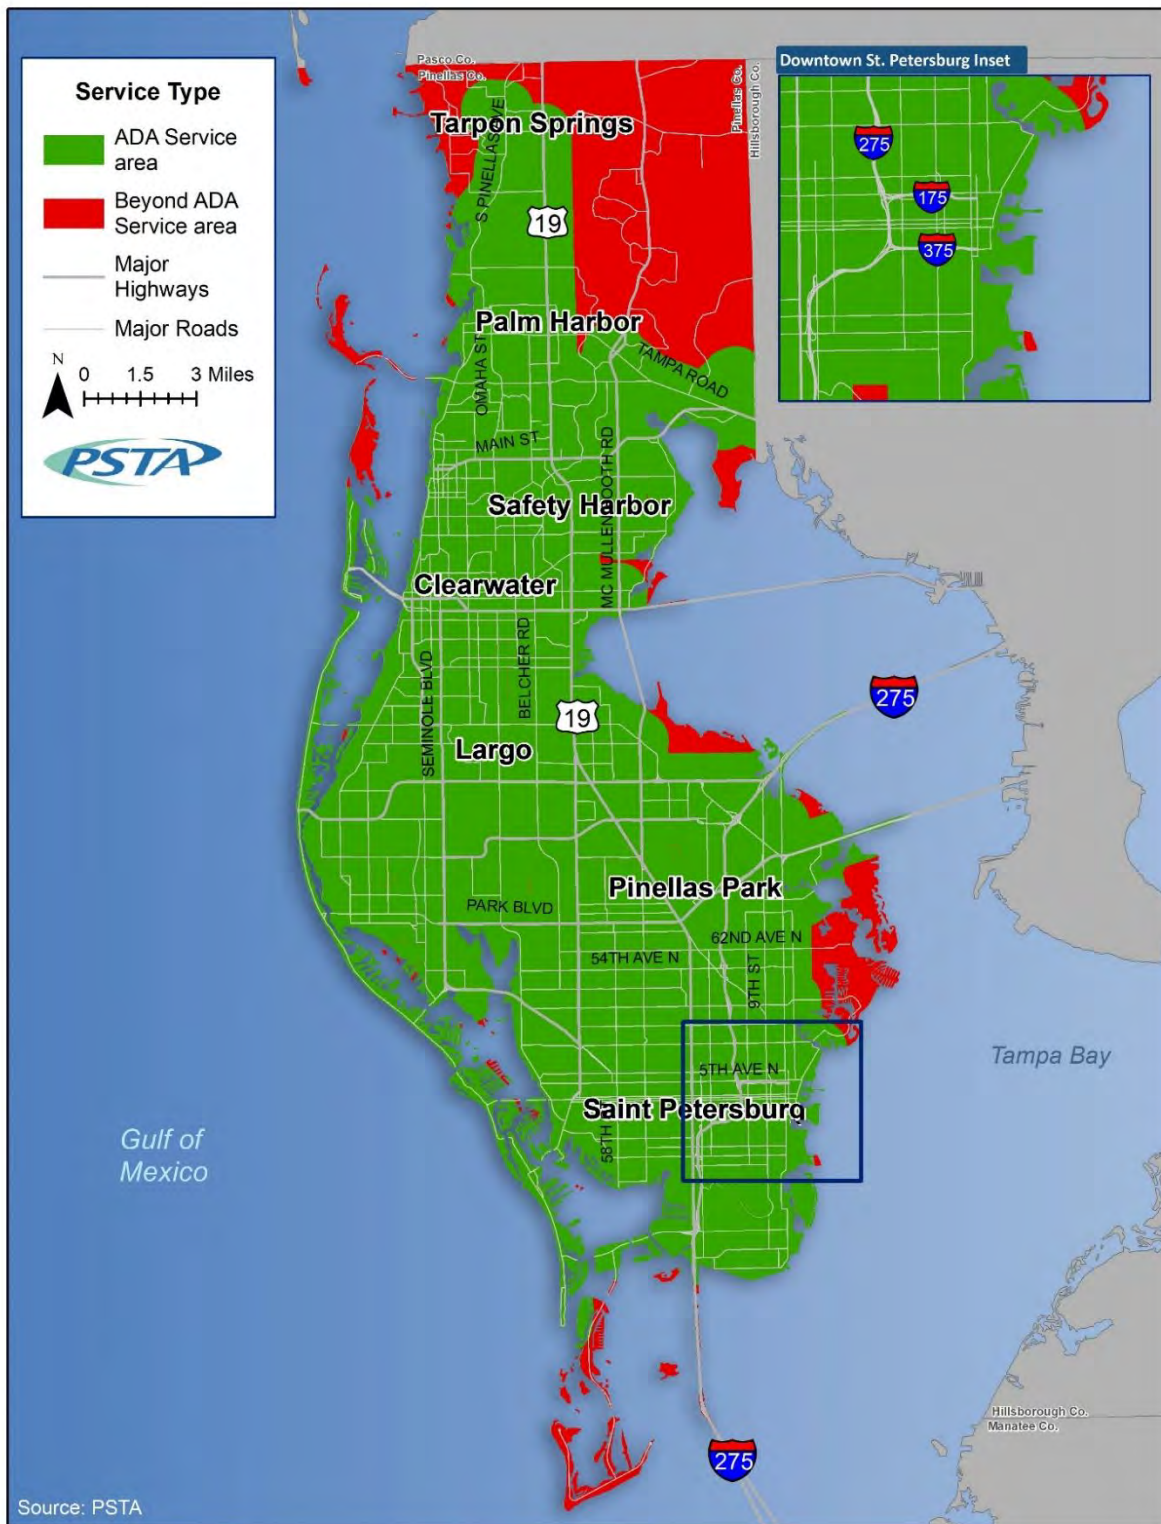 Service Type
ADA Service
area
Beyond ADA
Service area
Major
Highways
Major Roads
N
0 1.5 3 Miles
PSTA
Downtown St. Petersburg Inset
275
175
375
Pasco Co.
Pinellas Co.
Pinellas Co.
Hillsborough Co.
Tarpon Springs
S PINELLAS AVE
19
Palm Harbor
OMAHA ST
TAMPA ROAD
MAIN ST
MC MULLEN BOOTH RD
Safety Harbor
Clearwater
SEMINOLE BLVD
BELCHER RD
19
275
Largo
Pinellas Park
PARK BLVD
62ND AVE N
54TH AVE N
9TH ST
5TH AVE N
Saint Petersburg
58TH
Tampa Bay
Gulf of
Mexico
Hillsborough Co.
Manatee Co.
275
Source: PSTA